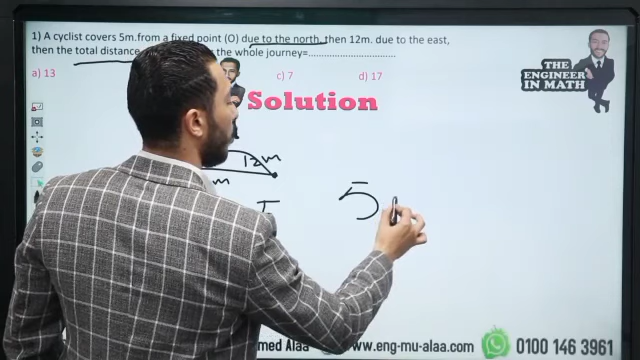 1) A cyclist covers 5m.from a fixed point (O) due to the north, then 12m. due to the east,
then the total distance the whole journey=
a) 13
c) 7
d) 17
THE
ENGINEER
IN MATH
Solution
12m
m
5
med Alaa
www.eng-mu-alaa.com
0100 146 3961